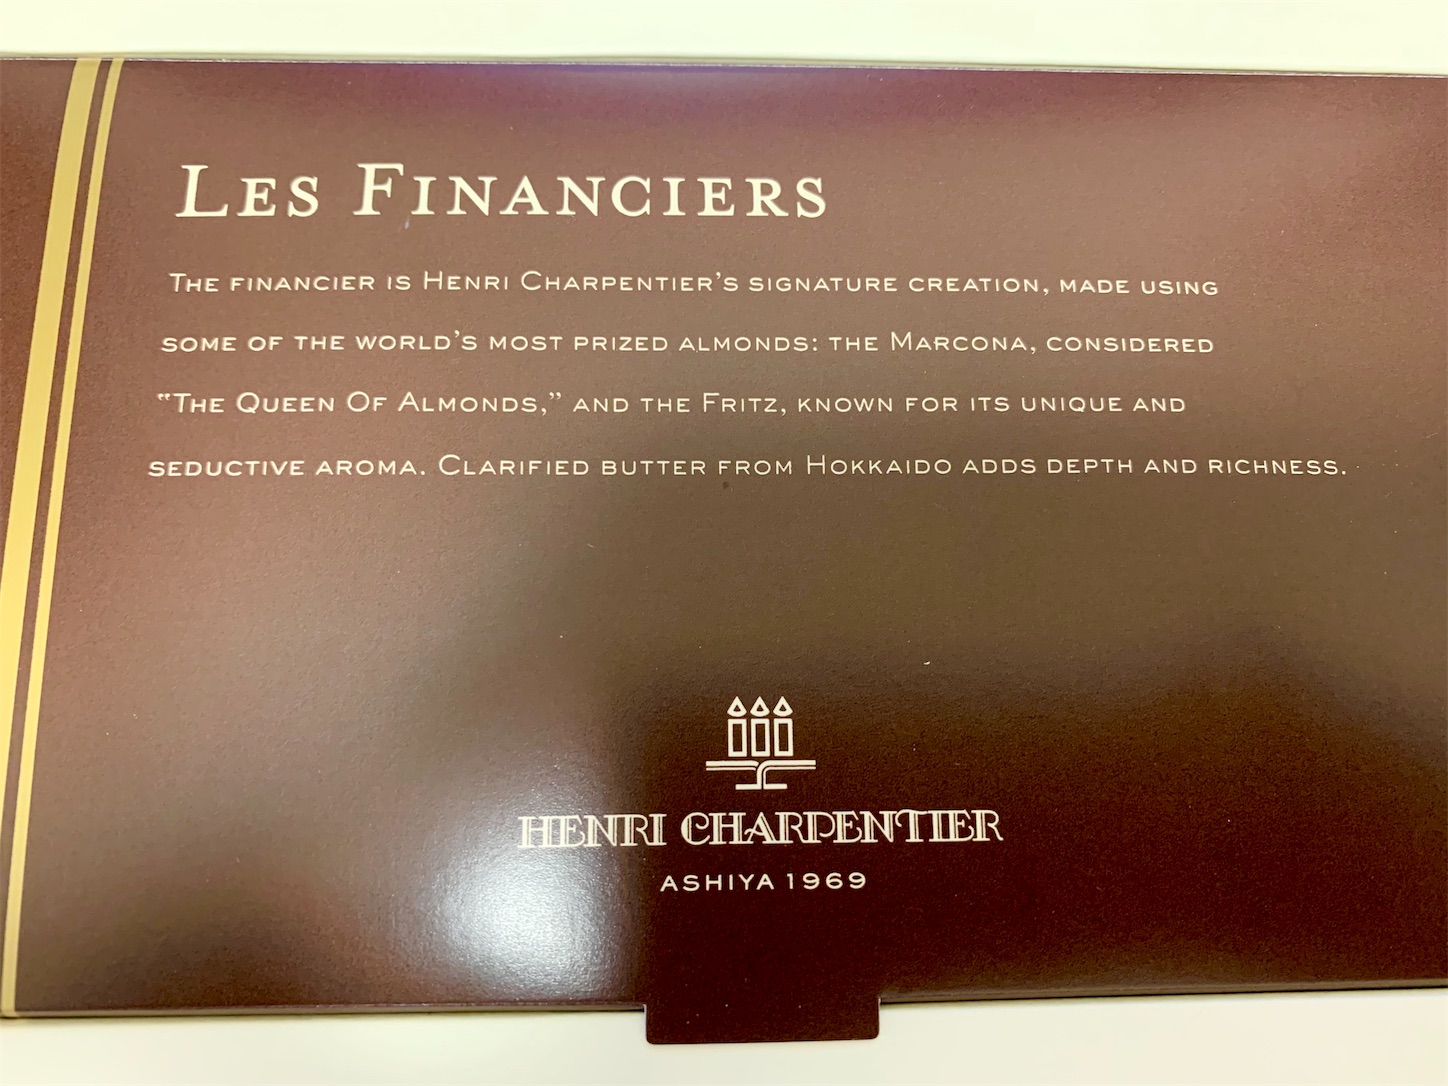 Les Financiers
The financier is Henri Charpentier’s signature creation, made using
some of the world’s most prized almonds: the Marcona, considered
“The Queen Of Almonds,” and the Fritz, known for its unique and
seductive aroma. Clarified butter from Hokkaido adds depth and richness.
HENRI CHARPENTIER
ASHIYA 1969